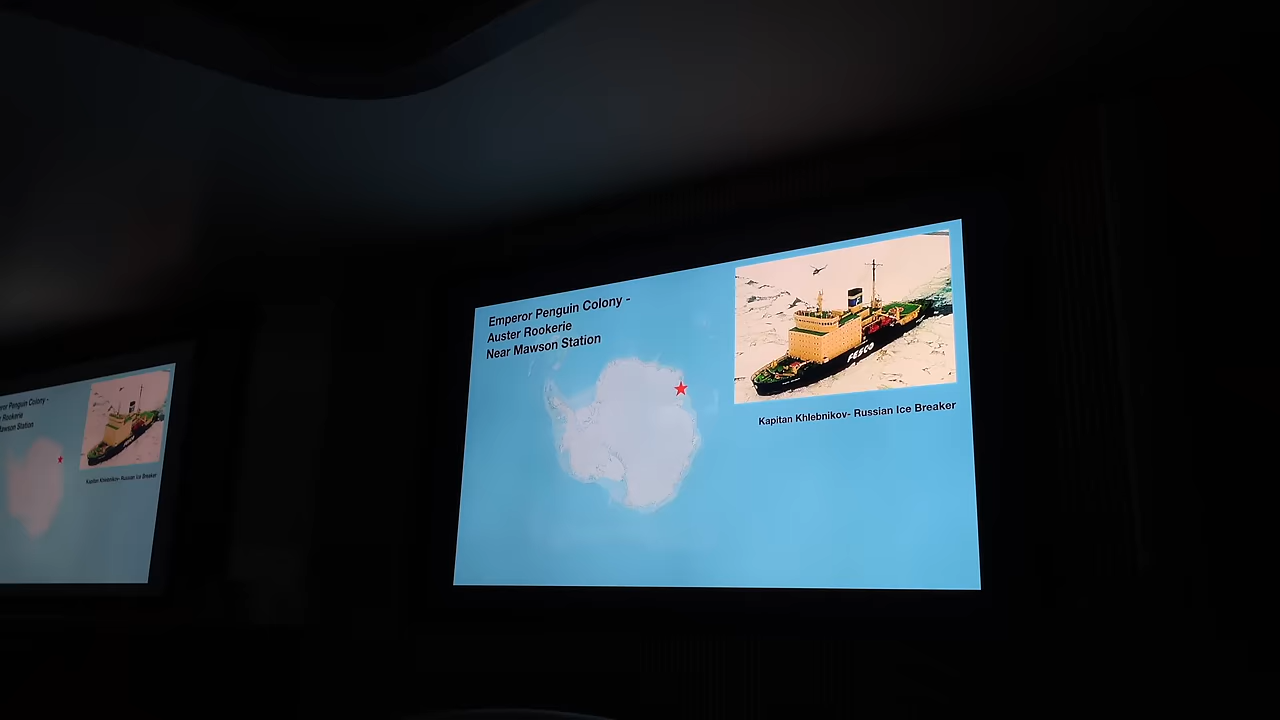 Emperor Penguin Colony -
Auster Rookerie
Near Mawson Station
FESCO
Kapitan Khlebnikov- Russian Ice Breaker
Colony -
Rookerie
Mawson Station
Kapitan Khlebnikov- Russian Ice Breaker